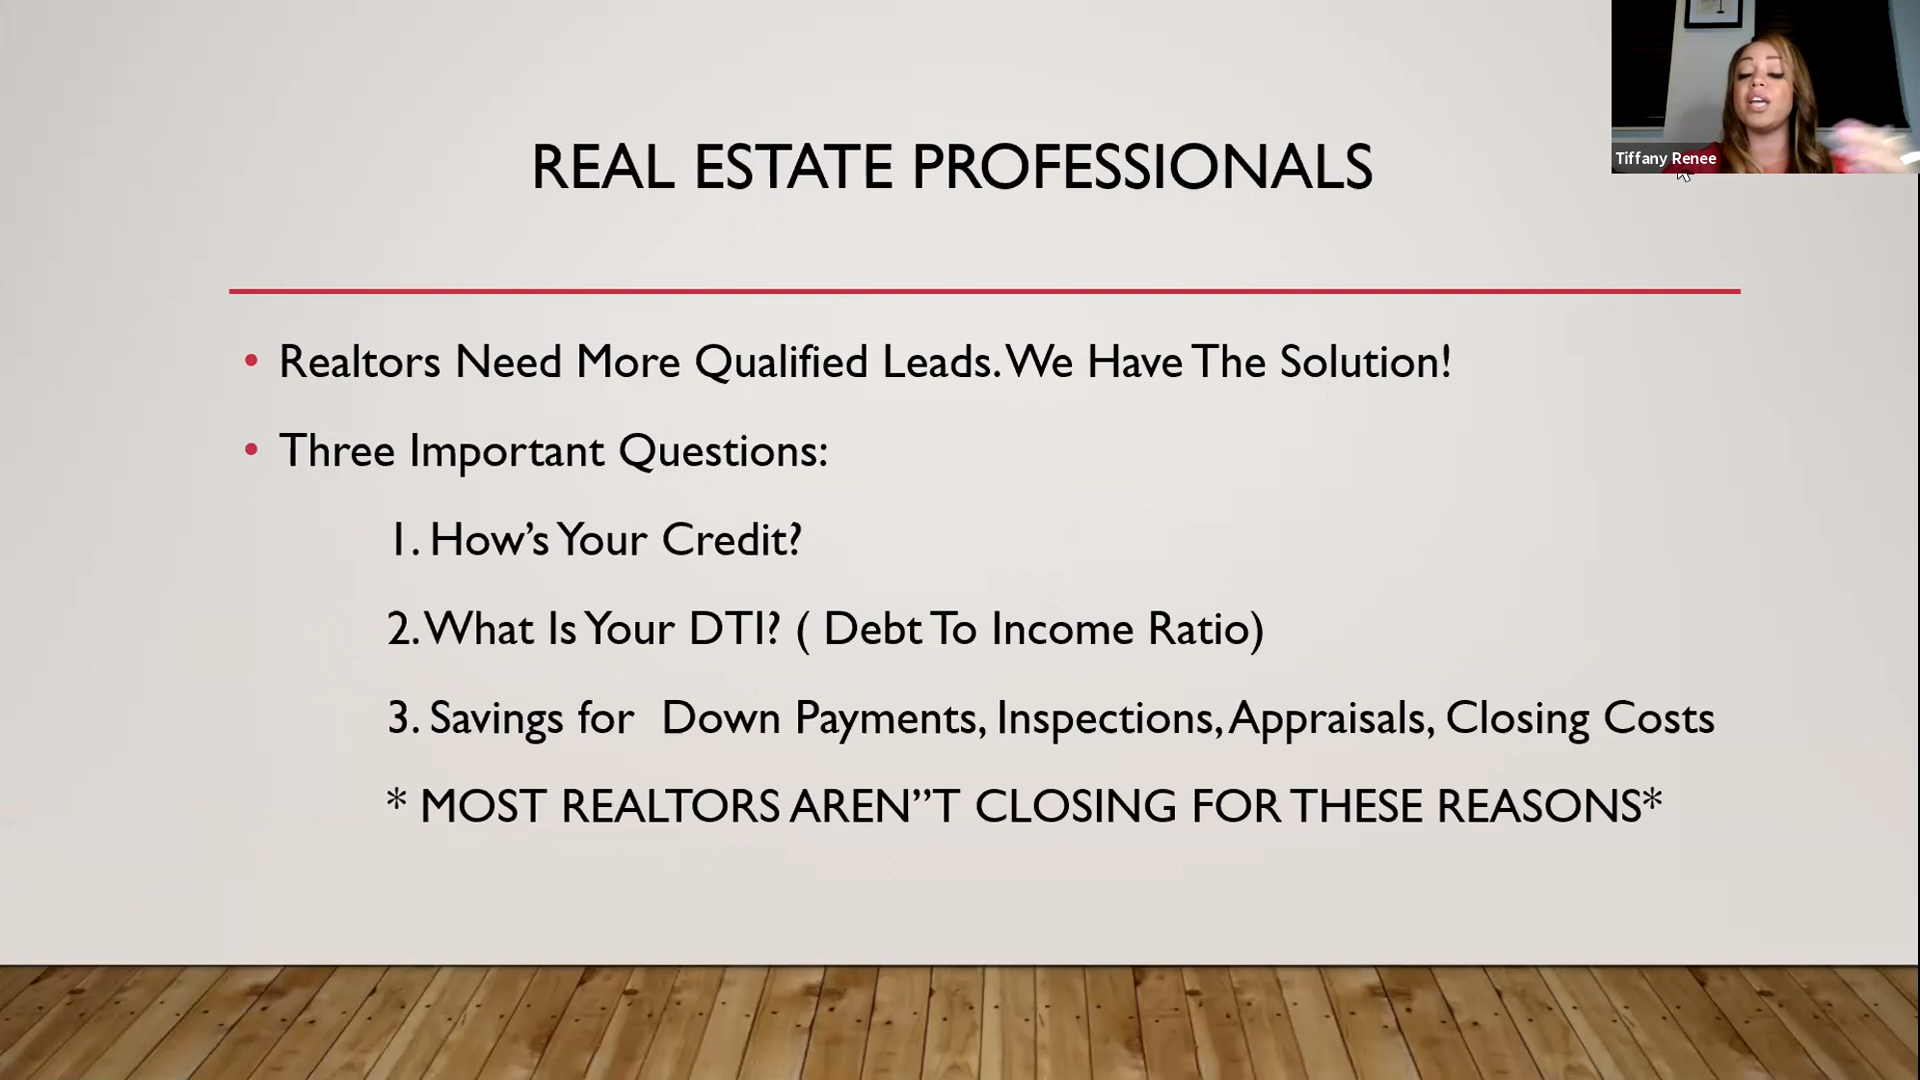 Tiffany Renee
REAL ESTATE PROFESSIONALS
• Realtors Need More Qualified Leads. We Have The Solution!
• Three Important Questions:
1. How’s Your Credit?
2. What Is Your DTI? ( Debt To Income Ratio)
3. Savings for  Down Payments, Inspections, Appraisals, Closing Costs
* MOST REALTORS AREN”T CLOSING FOR THESE REASONS*